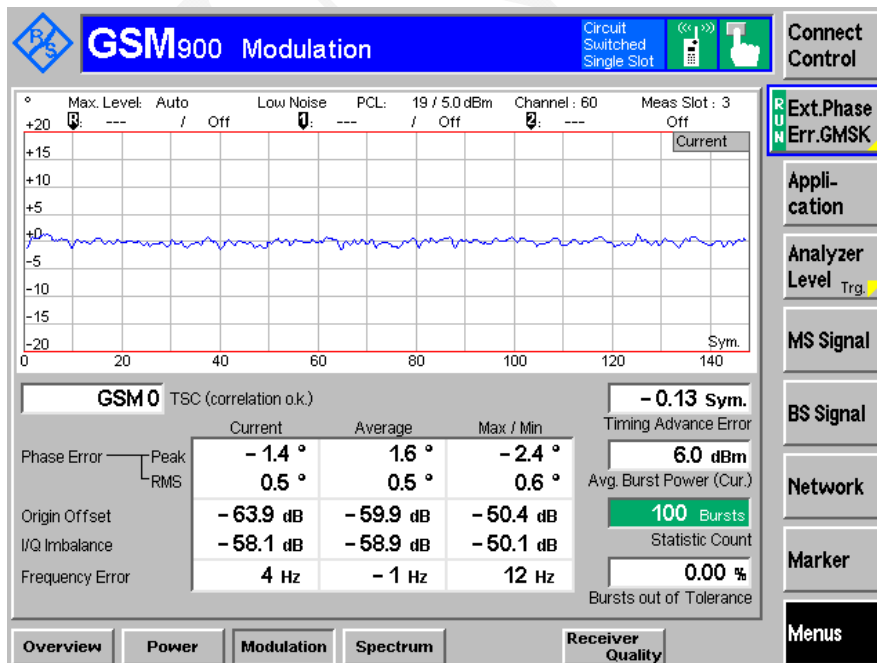 R&S GSM900 Modulation Circuit Switched Single Slot
Connect Control
° Max. Level: Auto Low Noise PCL: 19 / 5.0 dBm Channel : 60 Meas Slot : 3
+20 1: --- / Off 0: --- / Off 2: --- Off
Current
RUN Ext.Phase Err.GMSK
+15
+10
+5
+0
-5
-10
-15
-20
Sym.
0 20 40 60 80 100 120 140
Appli-
cation
Analyzer
Level Trg.
MS Signal
BS Signal
Network
Marker
Menus
GSM 0 TSC (correlation o.k.)
– 0.13 Sym.
Timing Advance Error
Current Average Max / Min
Phase Error Peak – 1.4 ° 1.6 ° – 2.4 °
6.0 dBm
RMS 0.5 ° 0.5 ° 0.6 °
Avg. Burst Power (Cur.)
Origin Offset – 63.9 dB – 59.9 dB – 50.4 dB
100 Bursts
Statistic Count
I/Q Imbalance – 58.1 dB – 58.9 dB – 50.1 dB
Frequency Error 4 Hz – 1 Hz 12 Hz
0.00 %
Bursts out of Tolerance
Overview Power Modulation Spectrum Receiver Quality